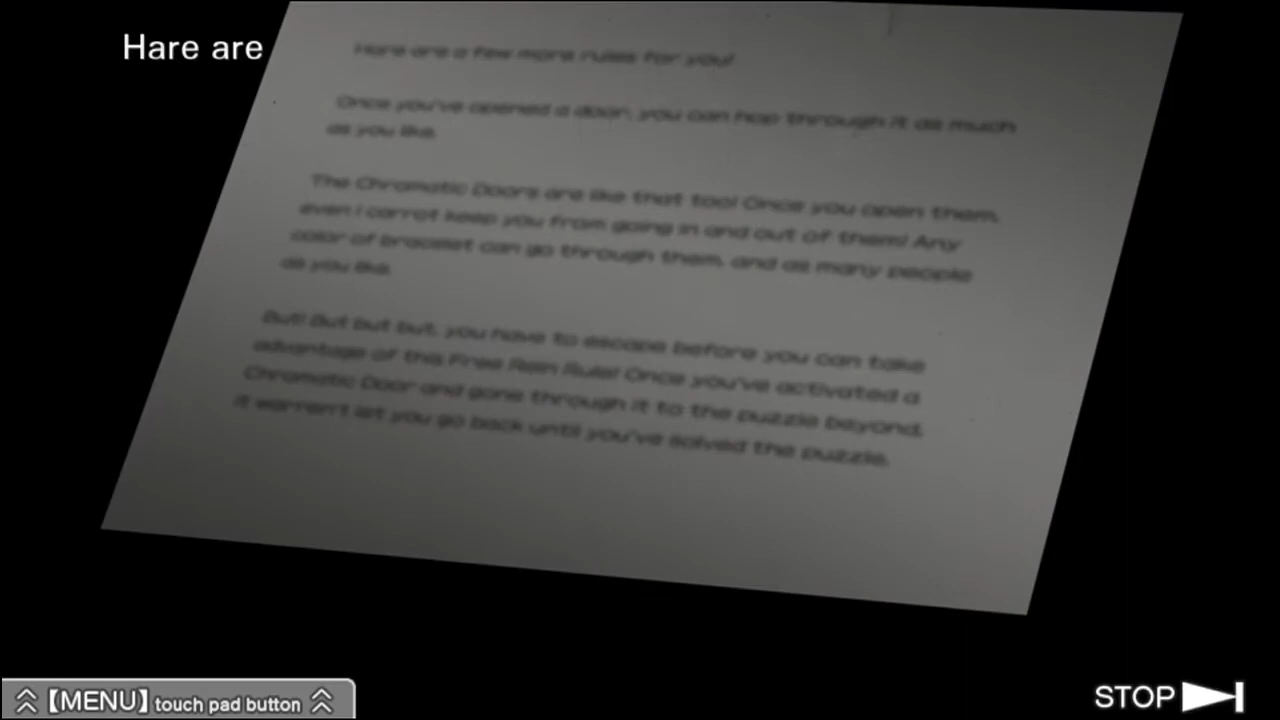 Hare are
Hare are a few more rules for you!
Once you've opened a door, you can hop through it as much
as you like.
The Chromatic Doors are like that too! Once you open them,
even I carrot keep you from going in and out of them! Any
color of bracelet can go through them, and as many people
as you like.
But! But but but, you have to escape before you can take
advantage of this Free Rein Rule! Once you've activated a
Chromatic Door and gone through it to the puzzle beyond,
it warren't let you go back until you've solved the puzzle.
【MENU】 touch pad button
STOP